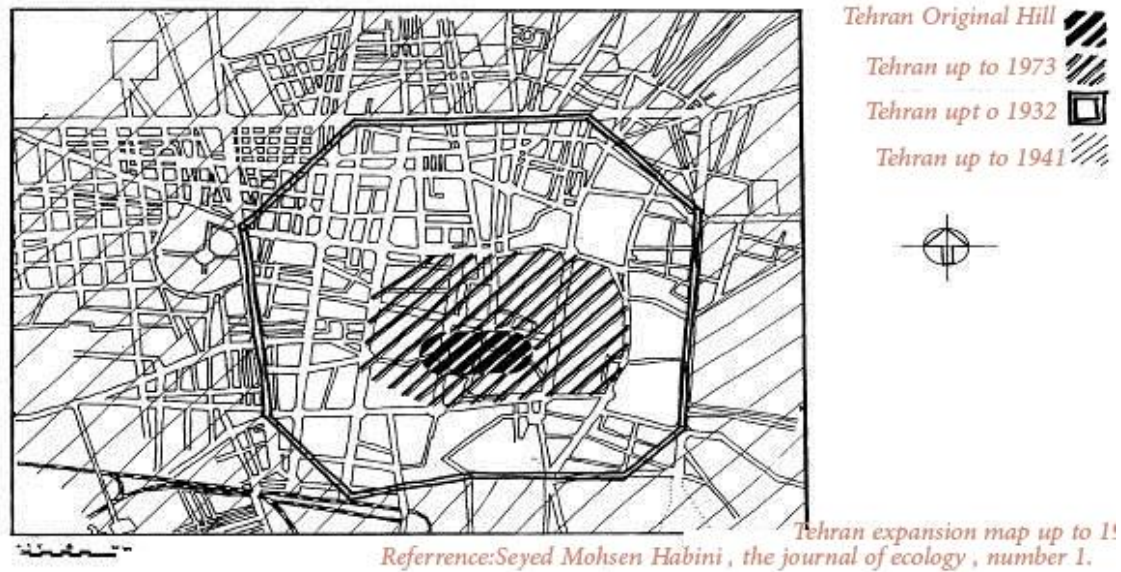 Tehran Original Hill
Tehran up to 1973
Tehran upt o 1932
Tehran up to 1941
Tehran expansion map up to 19
Referrence:Seyed Mohsen Habini , the journal of ecology , number 1.